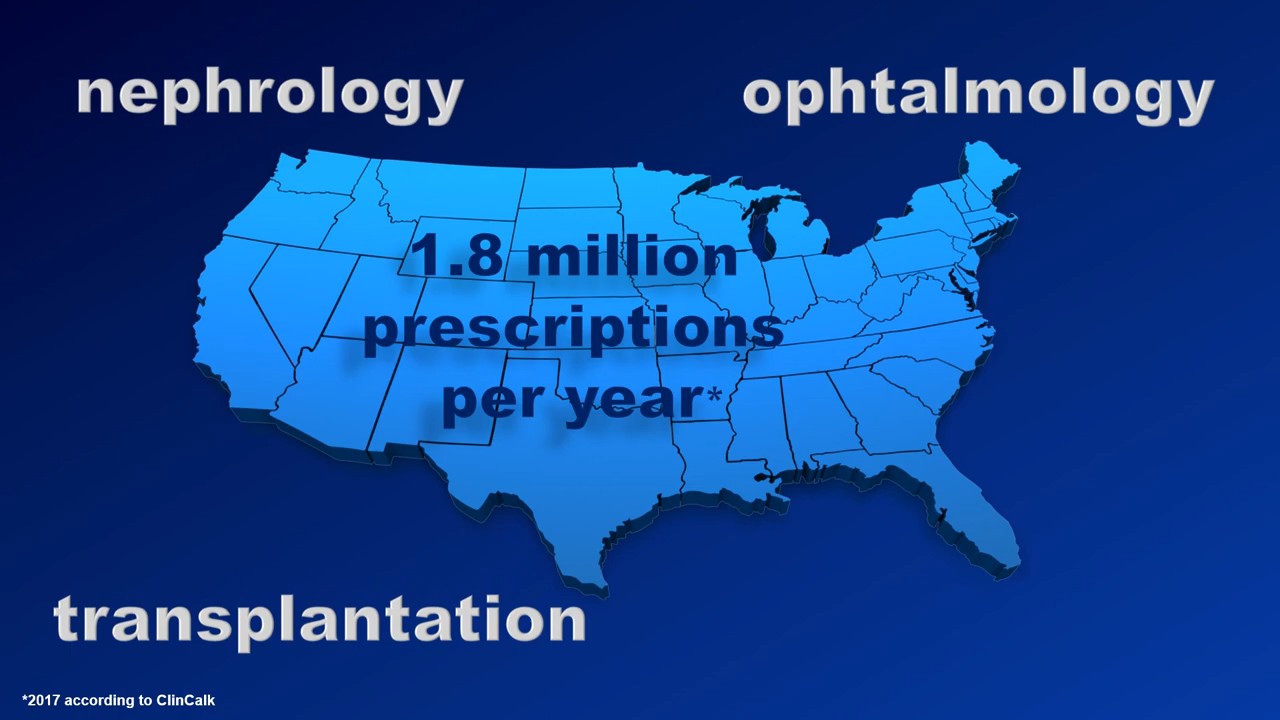 nephrology
ophtalmology
1.8 million
prescriptions
per year*
transplantation
*2017 according to ClinCalk